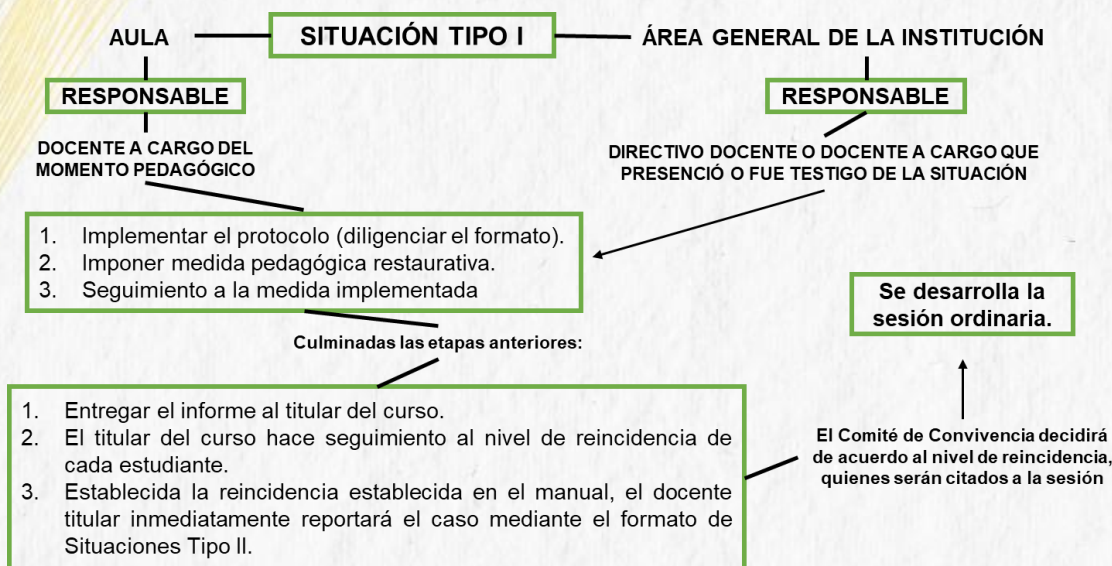 AULA
SITUACIÓN TIPO I
ÁREA GENERAL DE LA INSTITUCIÓN
RESPONSABLE
RESPONSABLE
DOCENTE A CARGO DEL
MOMENTO PEDAGÓGICO
DIRECTIVO DOCENTE O DOCENTE A CARGO QUE
PRESENCIÓ O FUE TESTIGO DE LA SITUACIÓN
1. Implementar el protocolo (diligenciar el formato).
2. Imponer medida pedagógica restaurativa.
3. Seguimiento a la medida implementada
Se desarrolla la
sesión ordinaria.
Culminadas las etapas anteriores:
1. Entregar el informe al titular del curso.
2. El titular del curso hace seguimiento al nivel de reincidencia de
cada estudiante.
3. Establecida la reincidencia establecida en el manual, el docente
titular inmediatamente reportará el caso mediante el formato de
Situaciones Tipo II.
El Comité de Convivencia decidirá
de acuerdo al nivel de reincidencia,
quienes serán citados a la sesión